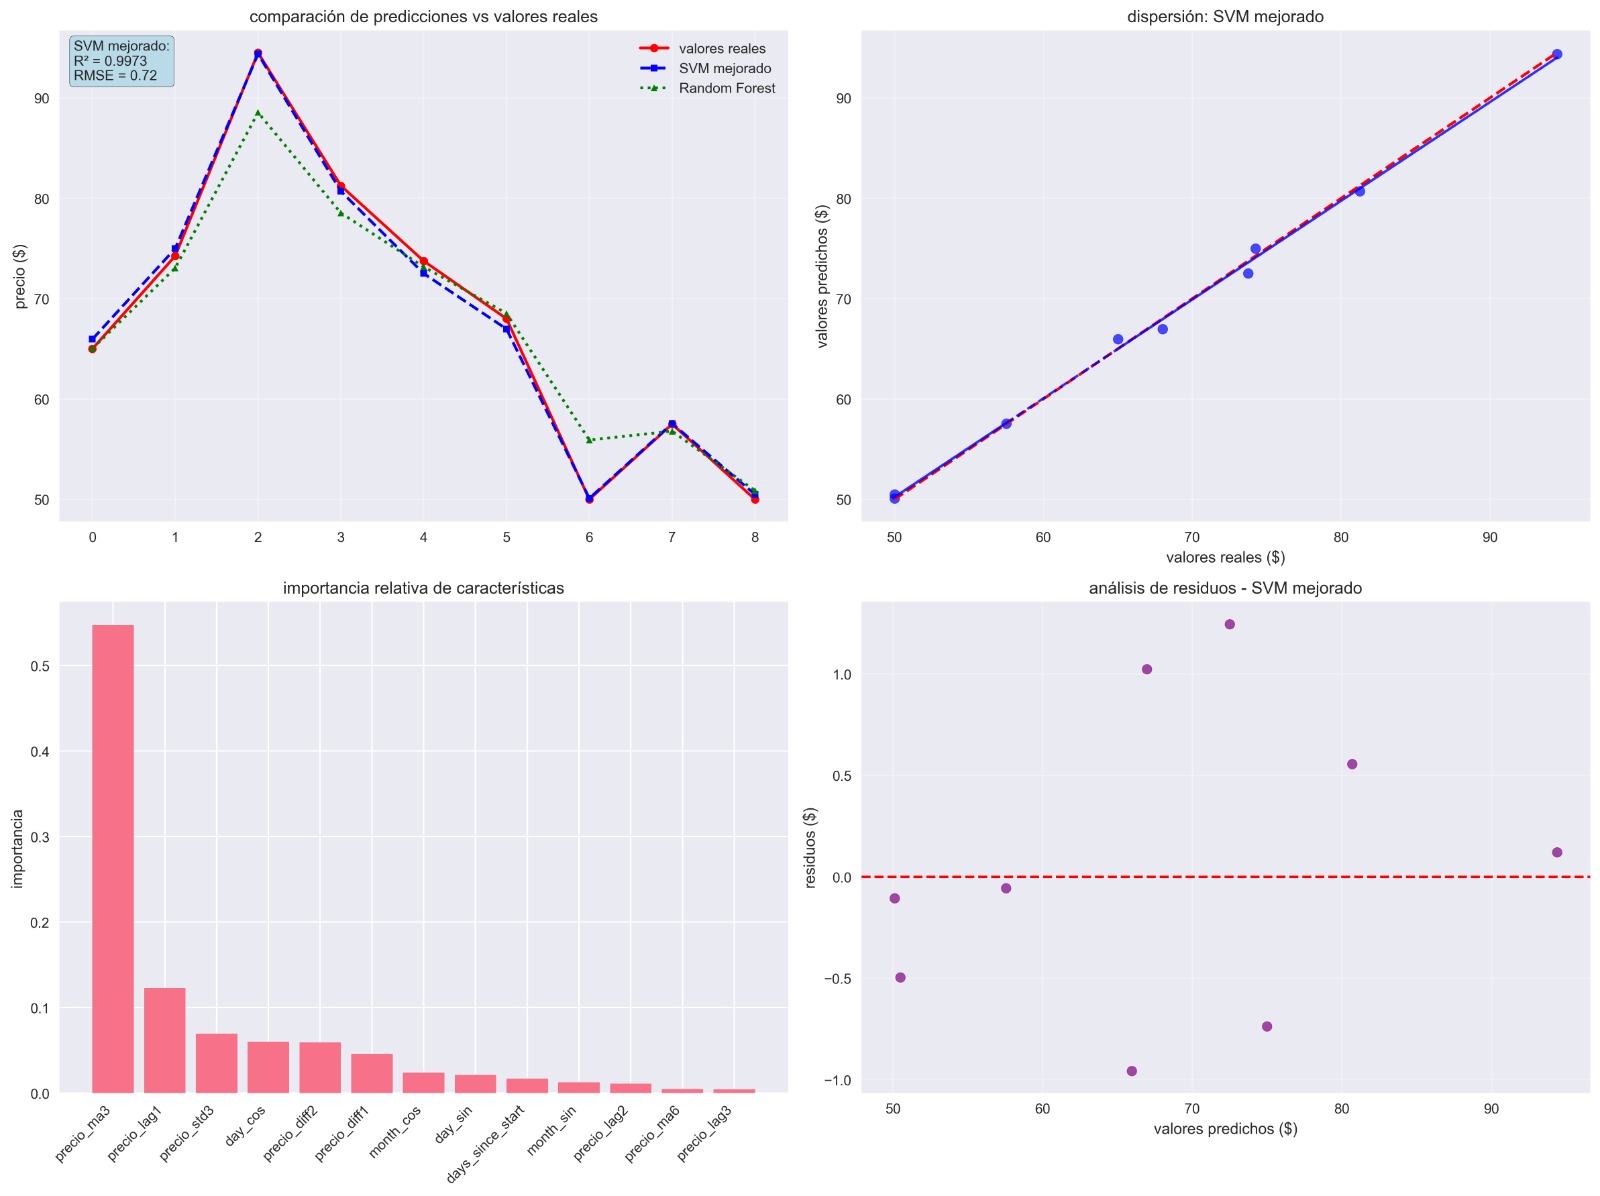 comparación de predicciones vs valores reales
SVM mejorado:
R² = 0.9973
RMSE = 0.72
valores reales
SVM mejorado
Random Forest
precio ($)
90
80
70
60
50
0 1 2 3 4 5 6 7 8
dispersión: SVM mejorado
valores predichos ($)
90
80
70
60
50
50 60 70 80 90
valores reales ($)
importancia relativa de características
importancia
0.5
0.4
0.3
0.2
0.1
0.0
precio_ma3
precio_lag1
precio_std3
day_cos
precio_diff2
precio_diff1
month_cos
day_sin
days_since_start
month_sin
precio_lag2
precio_ma6
precio_lag3
análisis de residuos - SVM mejorado
residuos ($)
1.0
0.5
0.0
−0.5
−1.0
50 60 70 80 90
valores predichos ($)